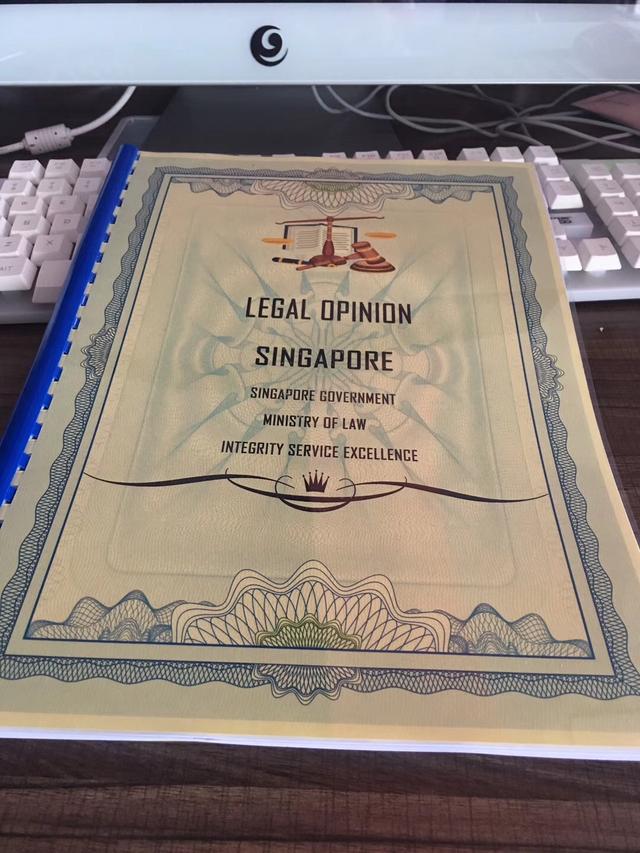 LEGAL OPINION
SINGAPORE
SINGAPORE GOVERNMENT
MINISTRY OF LAW
INTEGRITY SERVICE EXCELLENCE